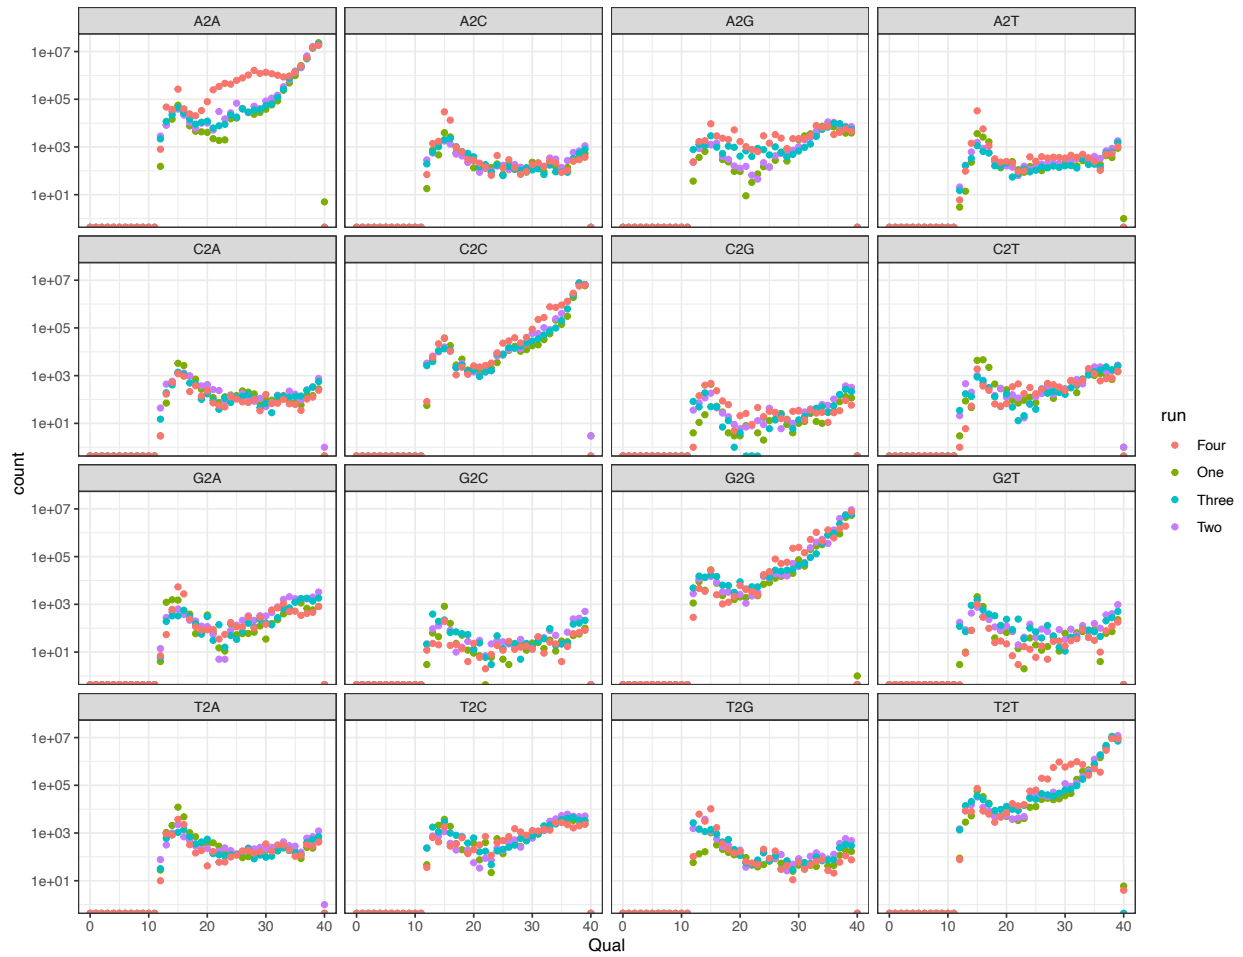 A2A A2C A2G A2T
1e+07
1e+05
1e+03
1e+01
C2A C2C C2G C2T
1e+07
1e+05
1e+03
1e+01
G2A G2C G2G G2T
1e+07
1e+05
1e+03
1e+01
T2A T2C T2G T2T
1e+07
1e+05
1e+03
1e+01
0 10 20 30 40 0 10 20 30 40 0 10 20 30 40 0 10 20 30 40
Qual
count
run
Four
One
Three
Two